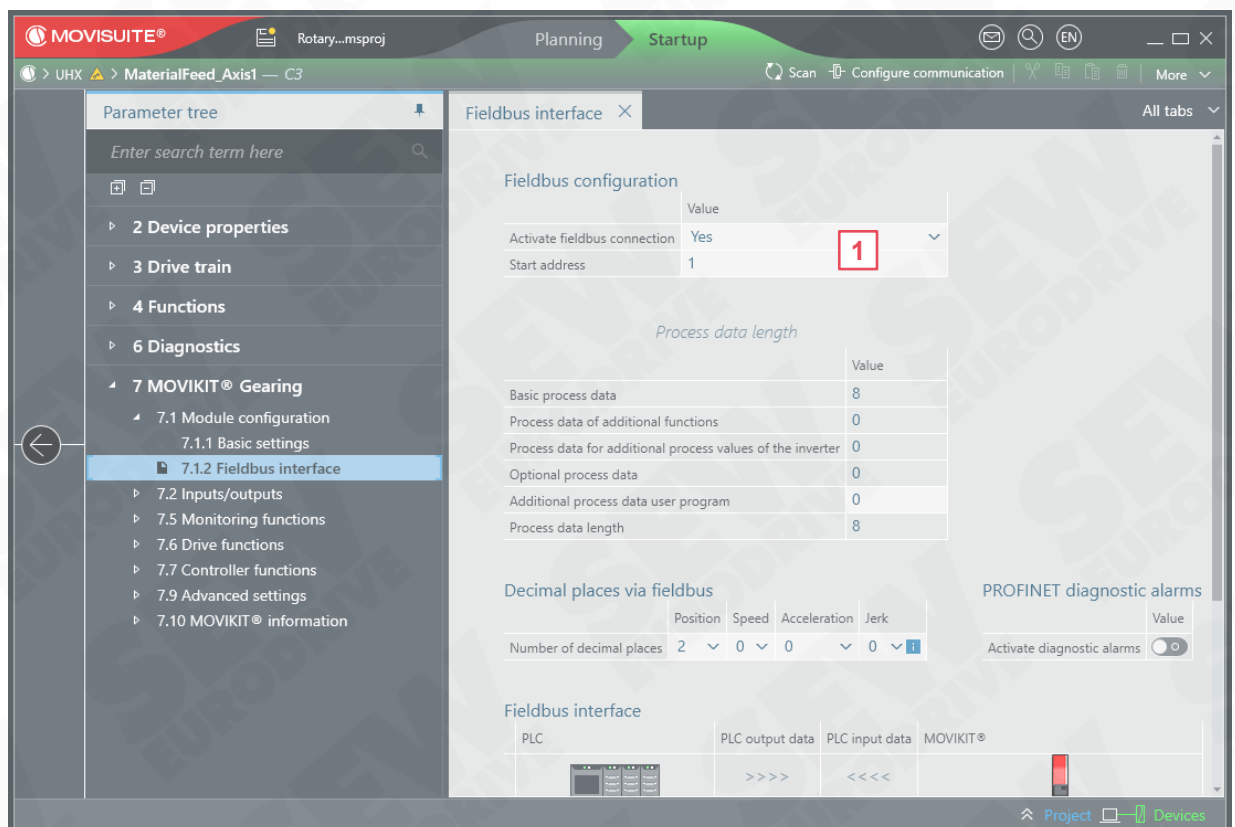 MOVISUITE®
Rotary...msproj
Planning
Startup
EN
> UHX > MaterialFeed_Axis1 — C3
Scan
Configure communication
More
Parameter tree
Fieldbus interface
All tabs
Enter search term here
2 Device properties
3 Drive train
4 Functions
6 Diagnostics
7 MOVIKIT® Gearing
7.1 Module configuration
7.1.1 Basic settings
7.1.2 Fieldbus interface
7.2 Inputs/outputs
7.5 Monitoring functions
7.6 Drive functions
7.7 Controller functions
7.9 Advanced settings
7.10 MOVIKIT® information
Fieldbus configuration
Value
Activate fieldbus connection Yes
Start address 1
1
Process data length
Value
Basic process data 8
Process data of additional functions 0
Process data for additional process values of the inverter 0
Optional process data 0
Additional process data user program 0
Process data length 8
Decimal places via fieldbus
Position Speed Acceleration Jerk
Number of decimal places 2 0 0 0 i
PROFINET diagnostic alarms
Value
Activate diagnostic alarms
Fieldbus interface
PLC PLC output data PLC input data MOVIKIT®
>>>> <<<<
Project Devices
SEW
EURODRIVE